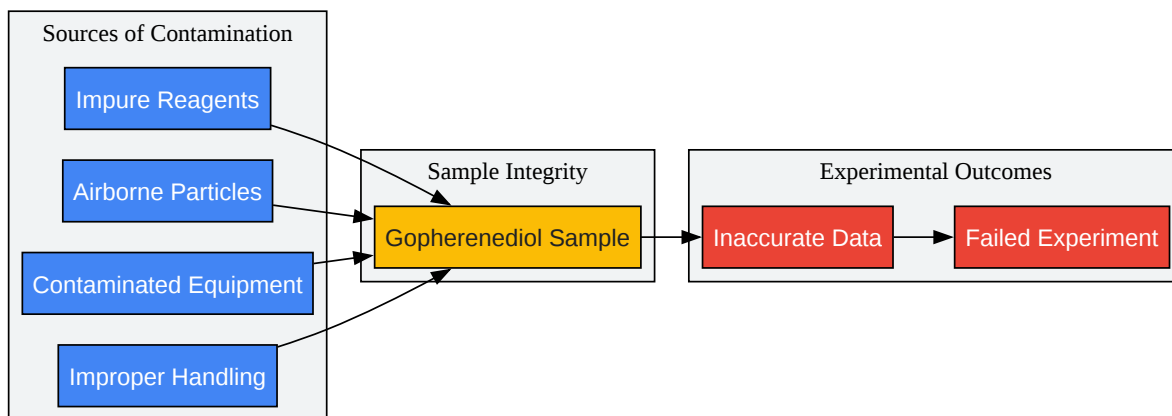 Sources of Contamination
Impure Reagents
Airborne Particles
Contaminated Equipment
Improper Handling
Sample Integrity
Gopherenediol Sample
Experimental Outcomes
Inaccurate Data
Failed Experiment